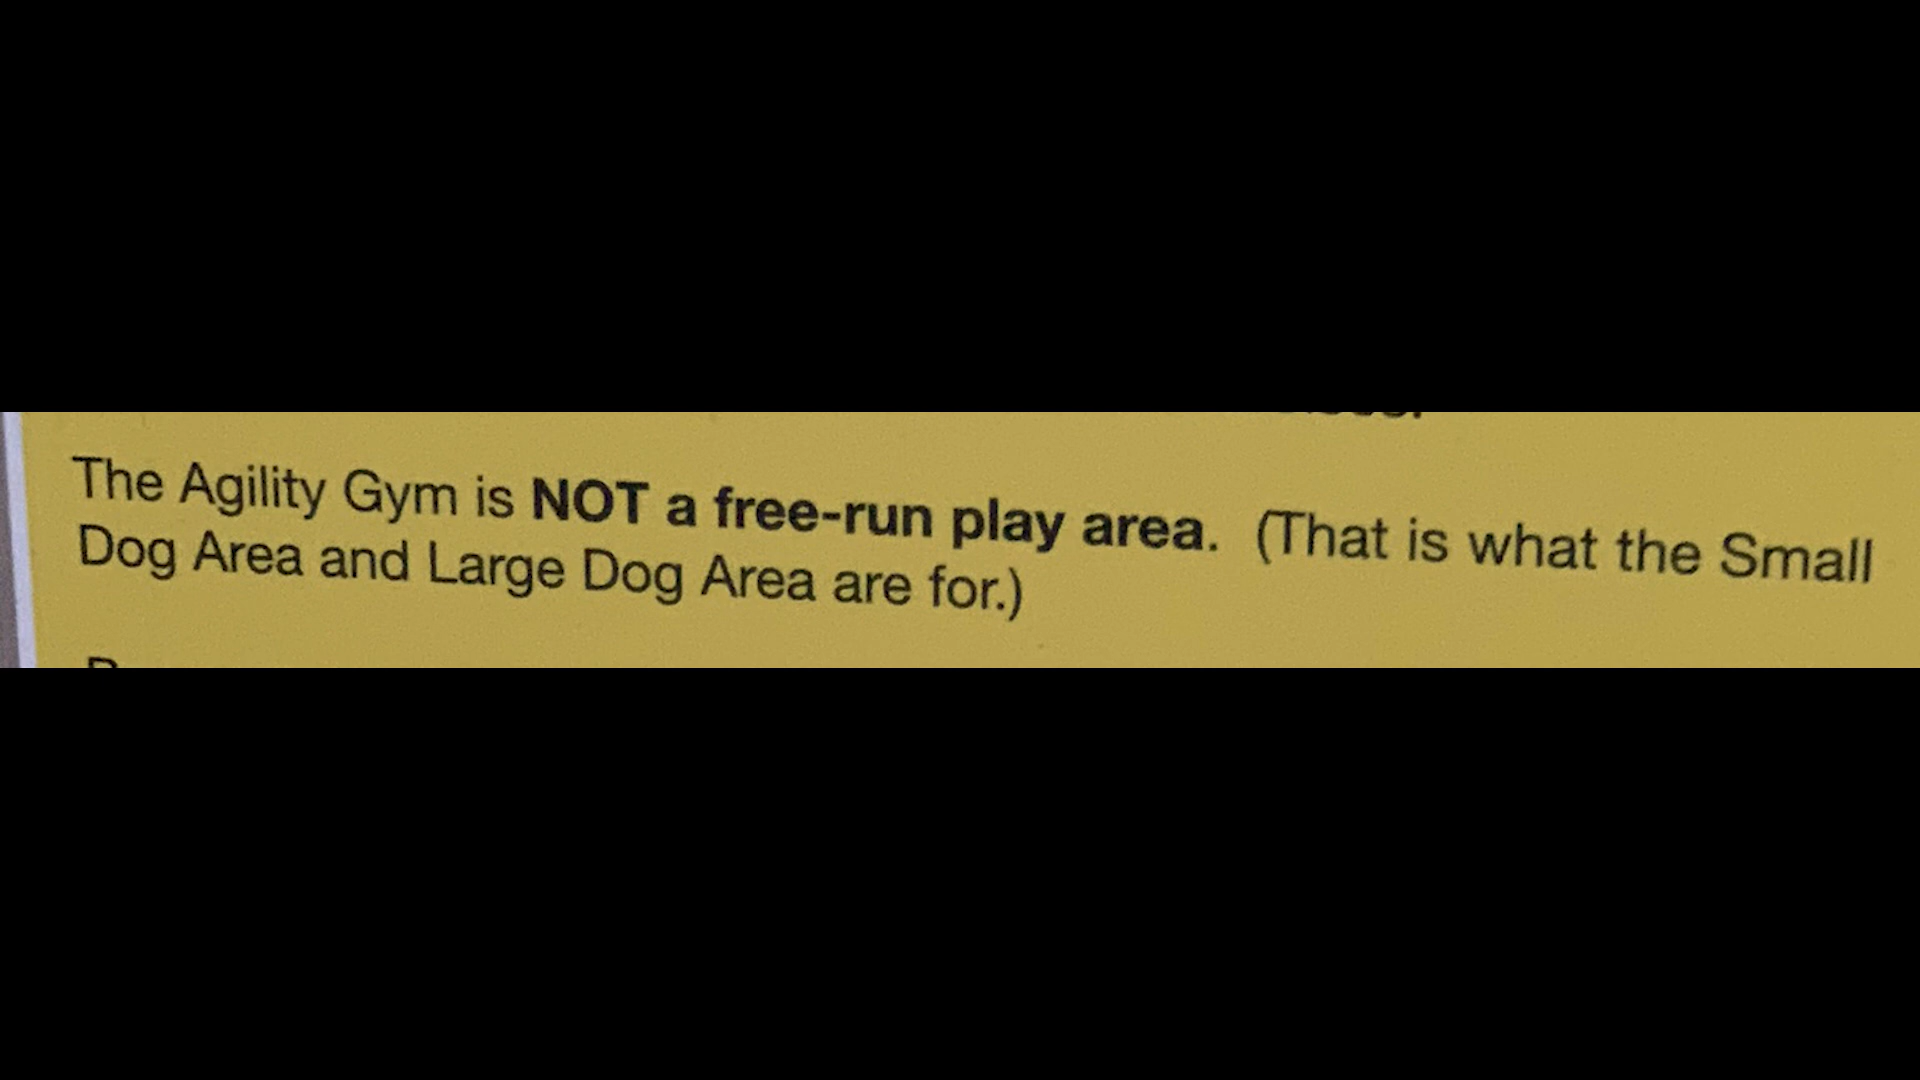 The Agility Gym is NOT a free-run play area. (That is what the Small
Dog Area and Large Dog Area are for.)